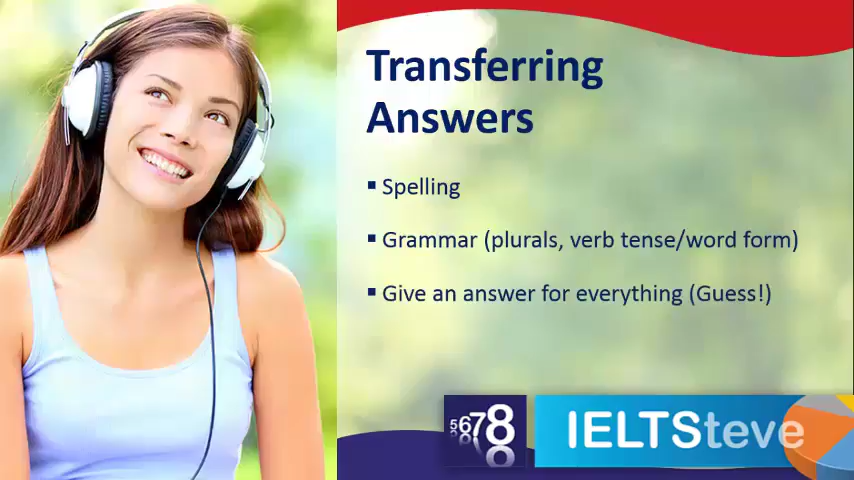 Transferring
Answers
▪ Spelling
▪ Grammar (plurals, verb tense/word form)
▪ Give an answer for everything (Guess!)
5678
IELTSteve